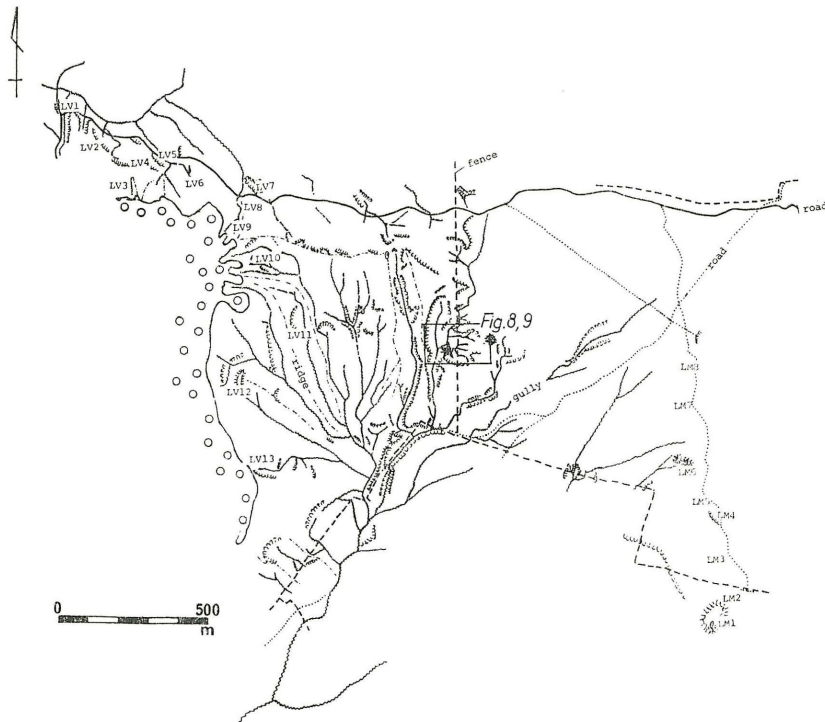 LV1
LV2
LV4
LV5
LV3
LV6
LV7
LV8
LV9
LV10
LV11
ridge
LV12
LV13
fence
road
road
Fig.8,9
gully
LM8
LM7
LM6
LM5
LM4
LM3
LM2
LM1
0 500
m